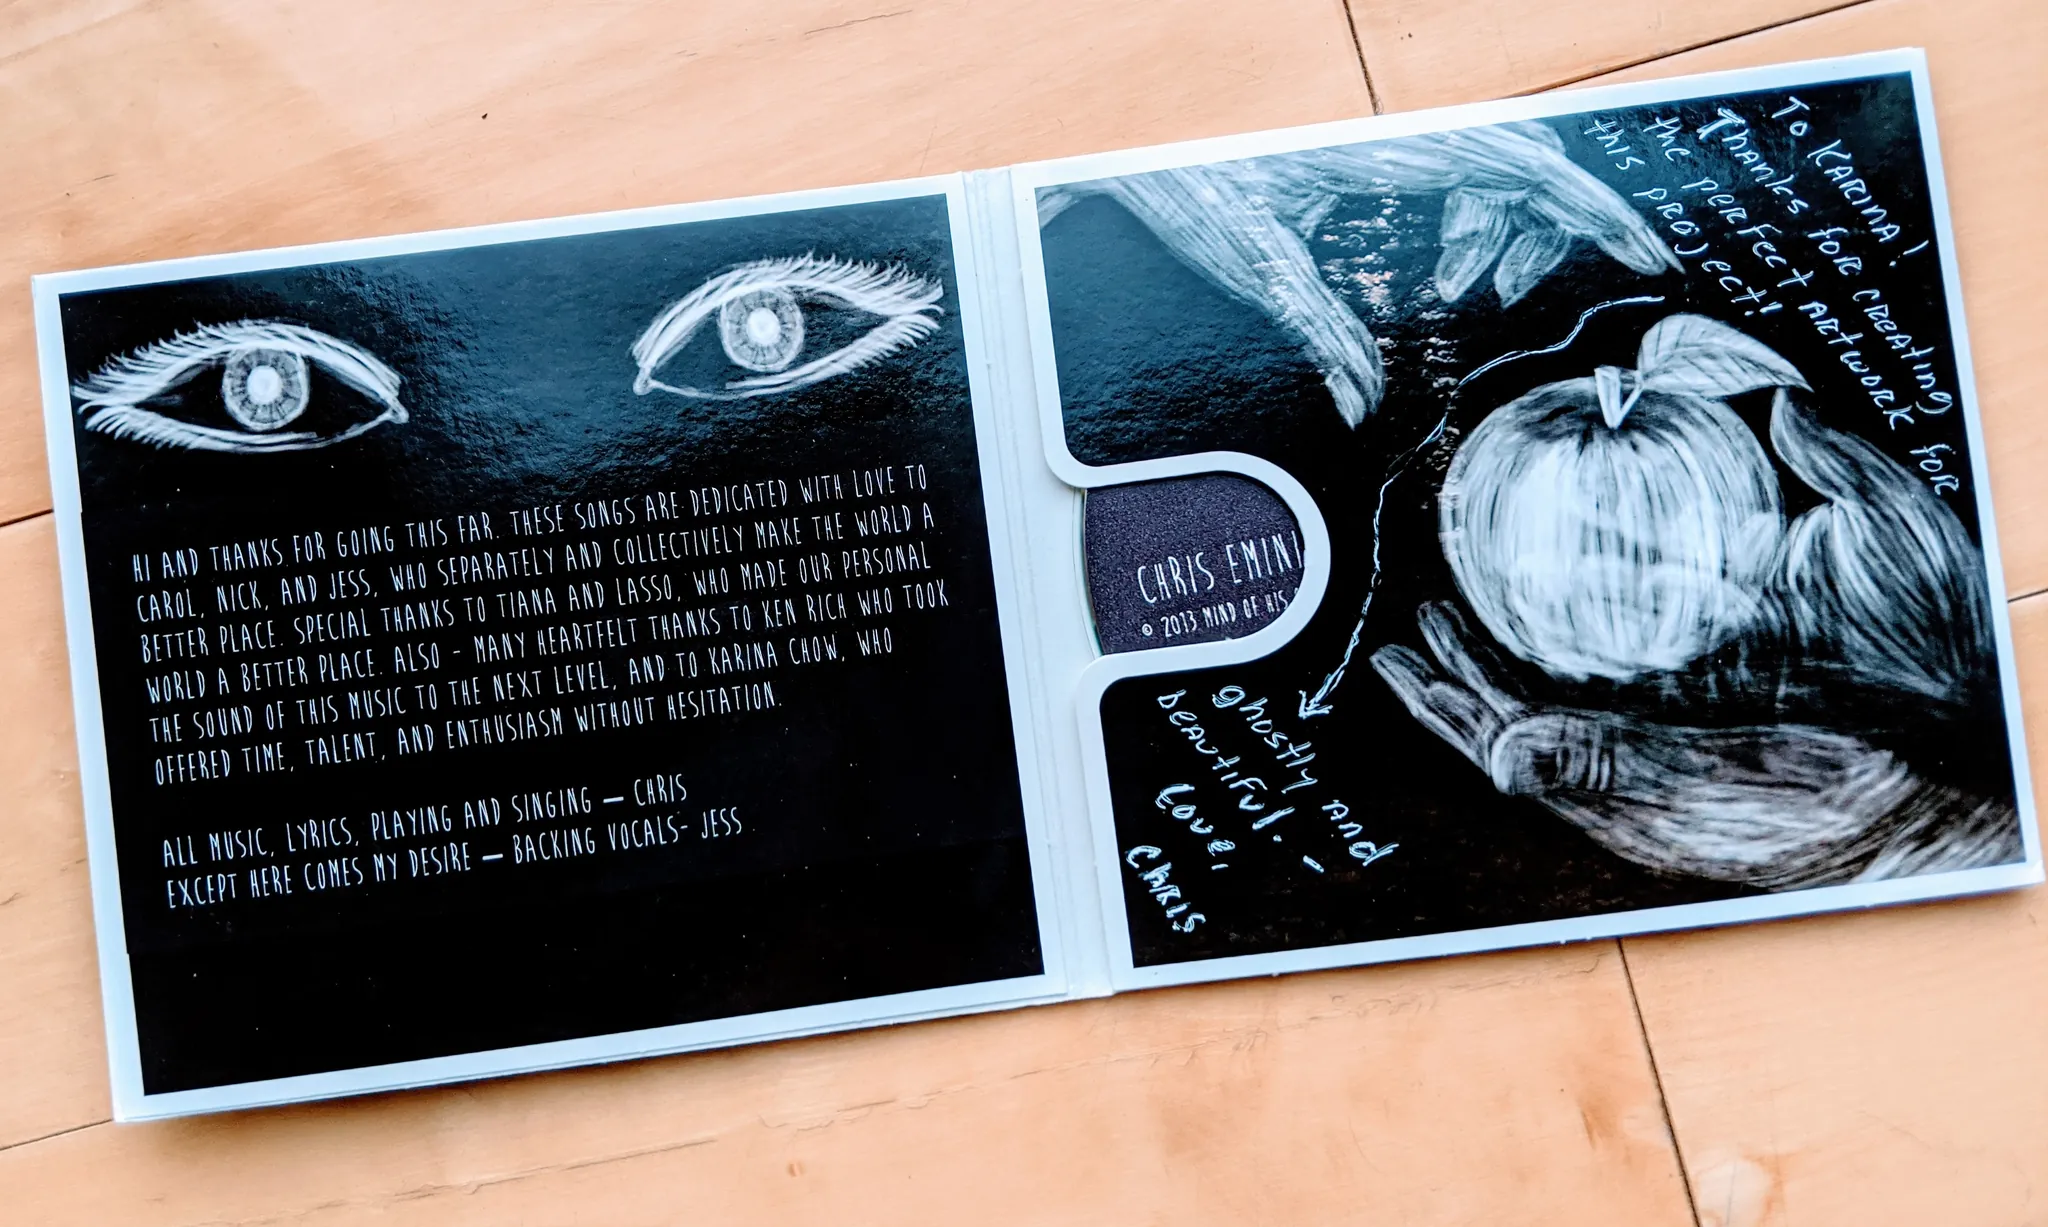 HI AND THANKS FOR GOING THIS FAR. THESE SONGS ARE DEDICATED WITH LOVE TO
CAROL, NICK, AND JESS, WHO SEPARATELY AND COLLECTIVELY MAKE THE WORLD A
BETTER PLACE. SPECIAL THANKS TO TIANA AND LASSO, WHO MADE OUR PERSONAL
WORLD A BETTER PLACE. ALSO - MANY HEARTFELT THANKS TO KEN RICH WHO TOOK
THE SOUND OF THIS MUSIC TO THE NEXT LEVEL, AND TO KARINA CHOW, WHO
OFFERED TIME, TALENT, AND ENTHUSIASM WITHOUT HESITATION.
ALL MUSIC, LYRICS, PLAYING AND SINGING — CHRIS
EXCEPT HERE COMES MY DESIRE — BACKING VOCALS- JESS
CHRIS EMINI
© 2013 MIND OF HIS
To KARINA!
Thanks for creating for
the perfect artwork
this project!
ghostly and
beautiful. -
Love,
Chris